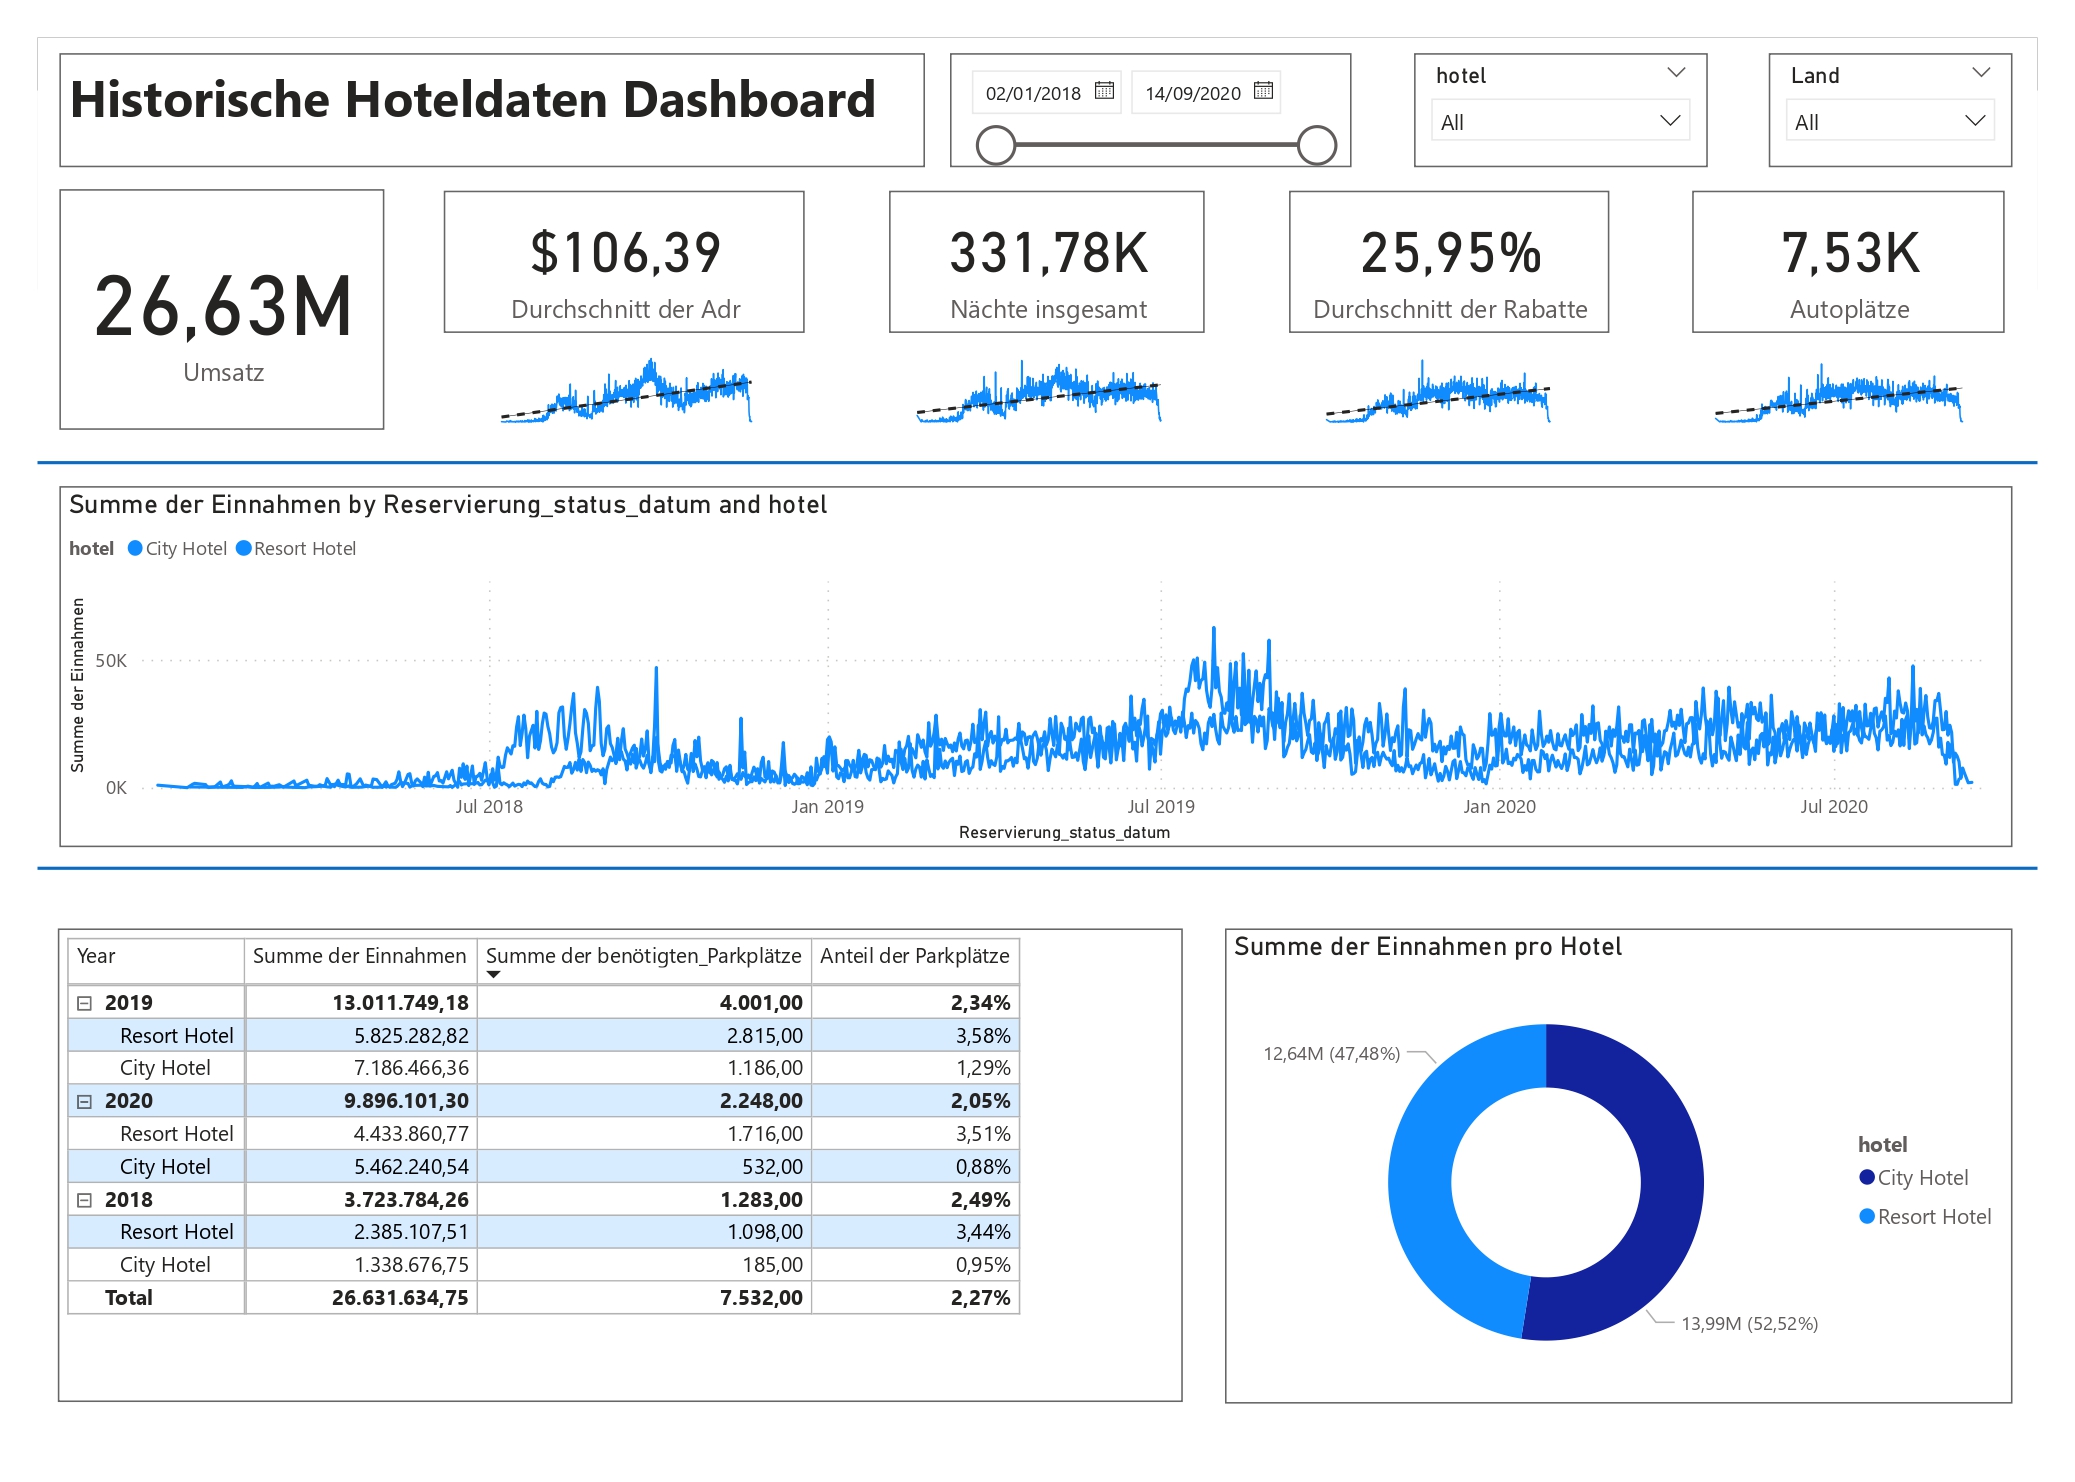 Historische Hoteldaten Dashboard
02/01/2018 14/09/2020
hotel
All
Land
All
26,63M
Umsatz
$106,39
Durchschnitt der Adr
331,78K
Nächte insgesamt
25,95%
Durchschnitt der Rabatte
7,53K
Autoplätze
Summe der Einnahmen by Reservierung_status_datum and hotel
hotel City Hotel Resort Hotel
Summe der Einnahmen
50K
0K
Jul 2018 Jan 2019 Jul 2019 Jan 2020 Jul 2020
Reservierung_status_datum
Year Summe der Einnahmen Summe der benötigten_Parkplätze Anteil der Parkplätze
2019 13.011.749,18 4.001,00 2,34%
Resort Hotel 5.825.282,82 2.815,00 3,58%
City Hotel 7.186.466,36 1.186,00 1,29%
2020 9.896.101,30 2.248,00 2,05%
Resort Hotel 4.433.860,77 1.716,00 3,51%
City Hotel 5.462.240,54 532,00 0,88%
2018 3.723.784,26 1.283,00 2,49%
Resort Hotel 2.385.107,51 1.098,00 3,44%
City Hotel 1.338.676,75 185,00 0,95%
Total 26.631.634,75 7.532,00 2,27%
Summe der Einnahmen pro Hotel
12,64M (47,48%)
13,99M (52,52%)
hotel
City Hotel
Resort Hotel